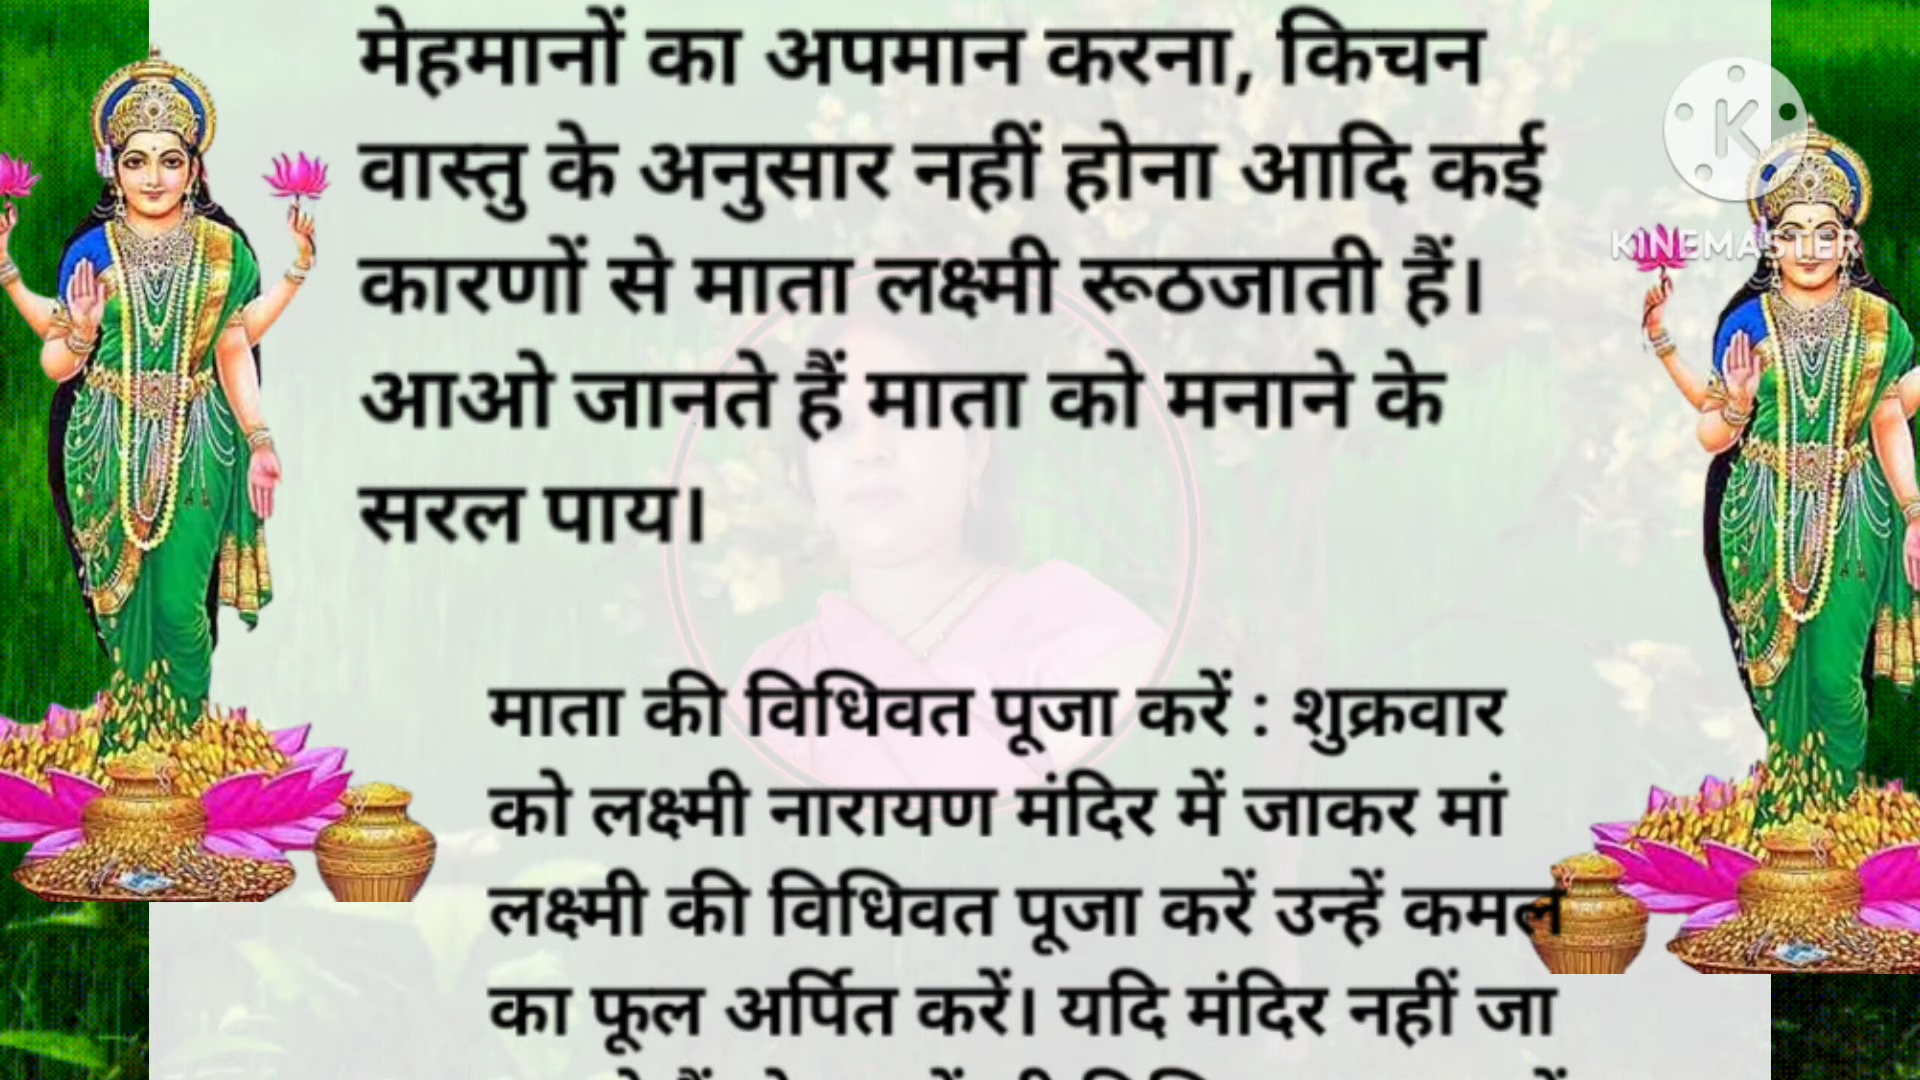 मेहमानों का अपमान करना, किचन
वास्तु के अनुसार नहीं होना आदि कई
कारणों से माता लक्ष्मी रूठजाती हैं।
आओ जानते हैं माता को मनाने के
सरल पाय।
माता की विधिवत पूजा करें : शुक्रवार
को लक्ष्मी नारायण मंदिर में जाकर मां
लक्ष्मी की विधिवत पूजा करें उन्हें कमल
का फूल अर्पित करें। यदि मंदिर नहीं जा
K
KINEMASTER